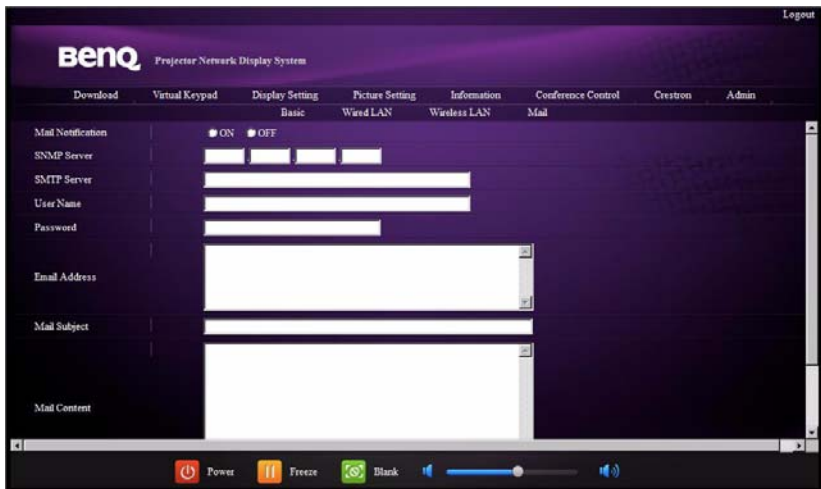 Logout
BenQ Projector Network Display System
Download Virtual Keypad Display Setting Picture Setting Information Conference Control Crestron Admin
Basic Wired LAN Wireless LAN Mail
Mail Notification ON OFF
SNMP Server . . .
SMTP Server
User Name
Password
Email Address
Mail Subject
Mail Content
Power Freeze Blank